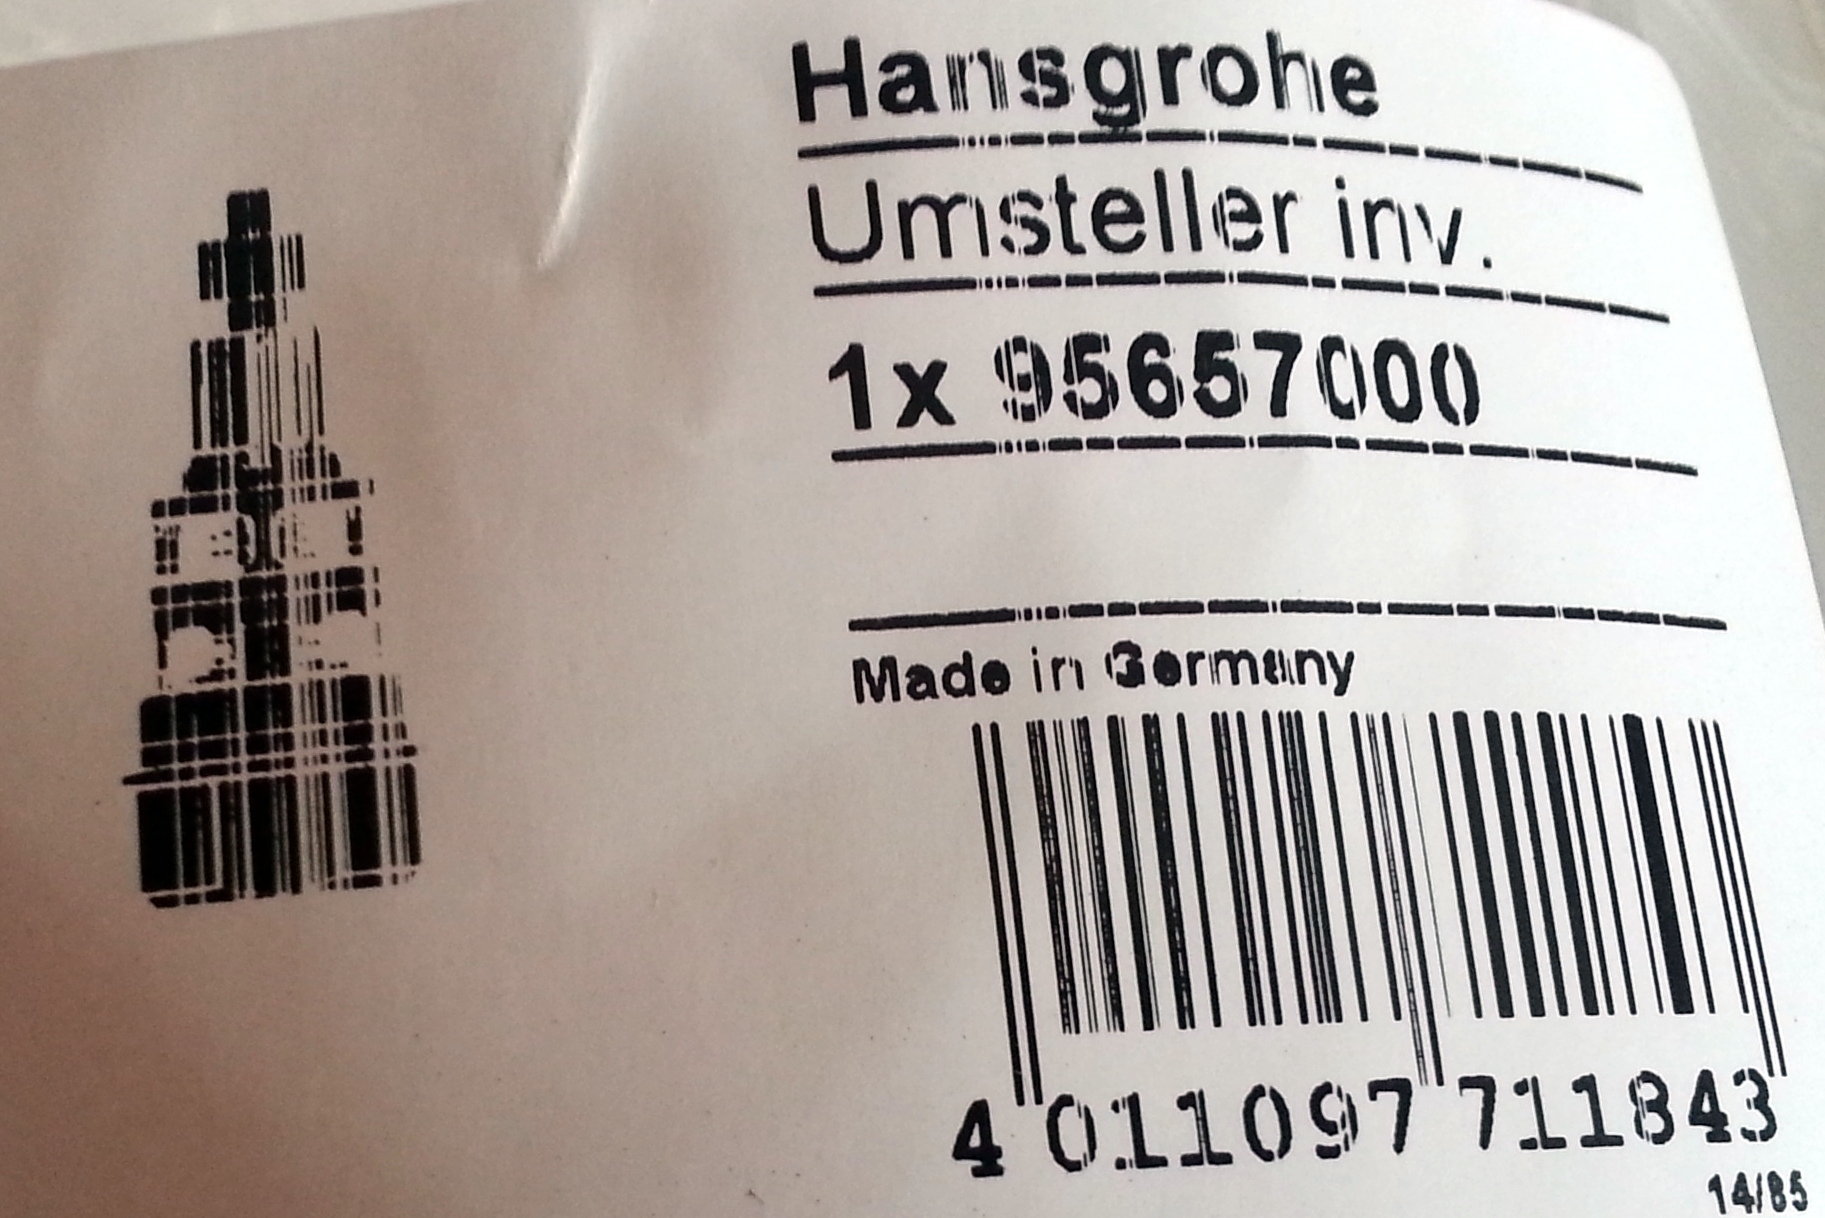 Hansgrohe
Umsteller inv.
1x 95657000
Made in Germany
4 011097 711843
14/85